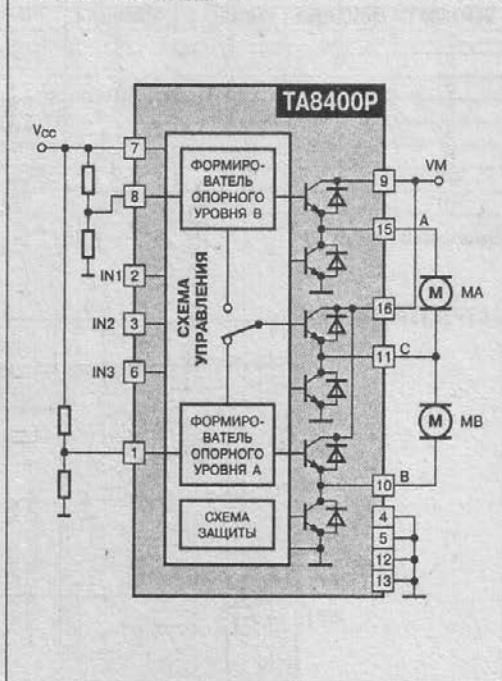 TA8400P
Vcc
7
8
IN1 2
IN2 3
IN3 6
1
ФОРМИРО-
ВАТЕЛЬ
ОПОРНОГО
УРОВНЯ В
СХЕМА
УПРАВЛЕНИЯ
ФОРМИРО-
ВАТЕЛЬ
ОПОРНОГО
УРОВНЯ А
СХЕМА
ЗАЩИТЫ
9 VM
15 A
M MA
16
11 C
M MB
10 B
4
5
12
13